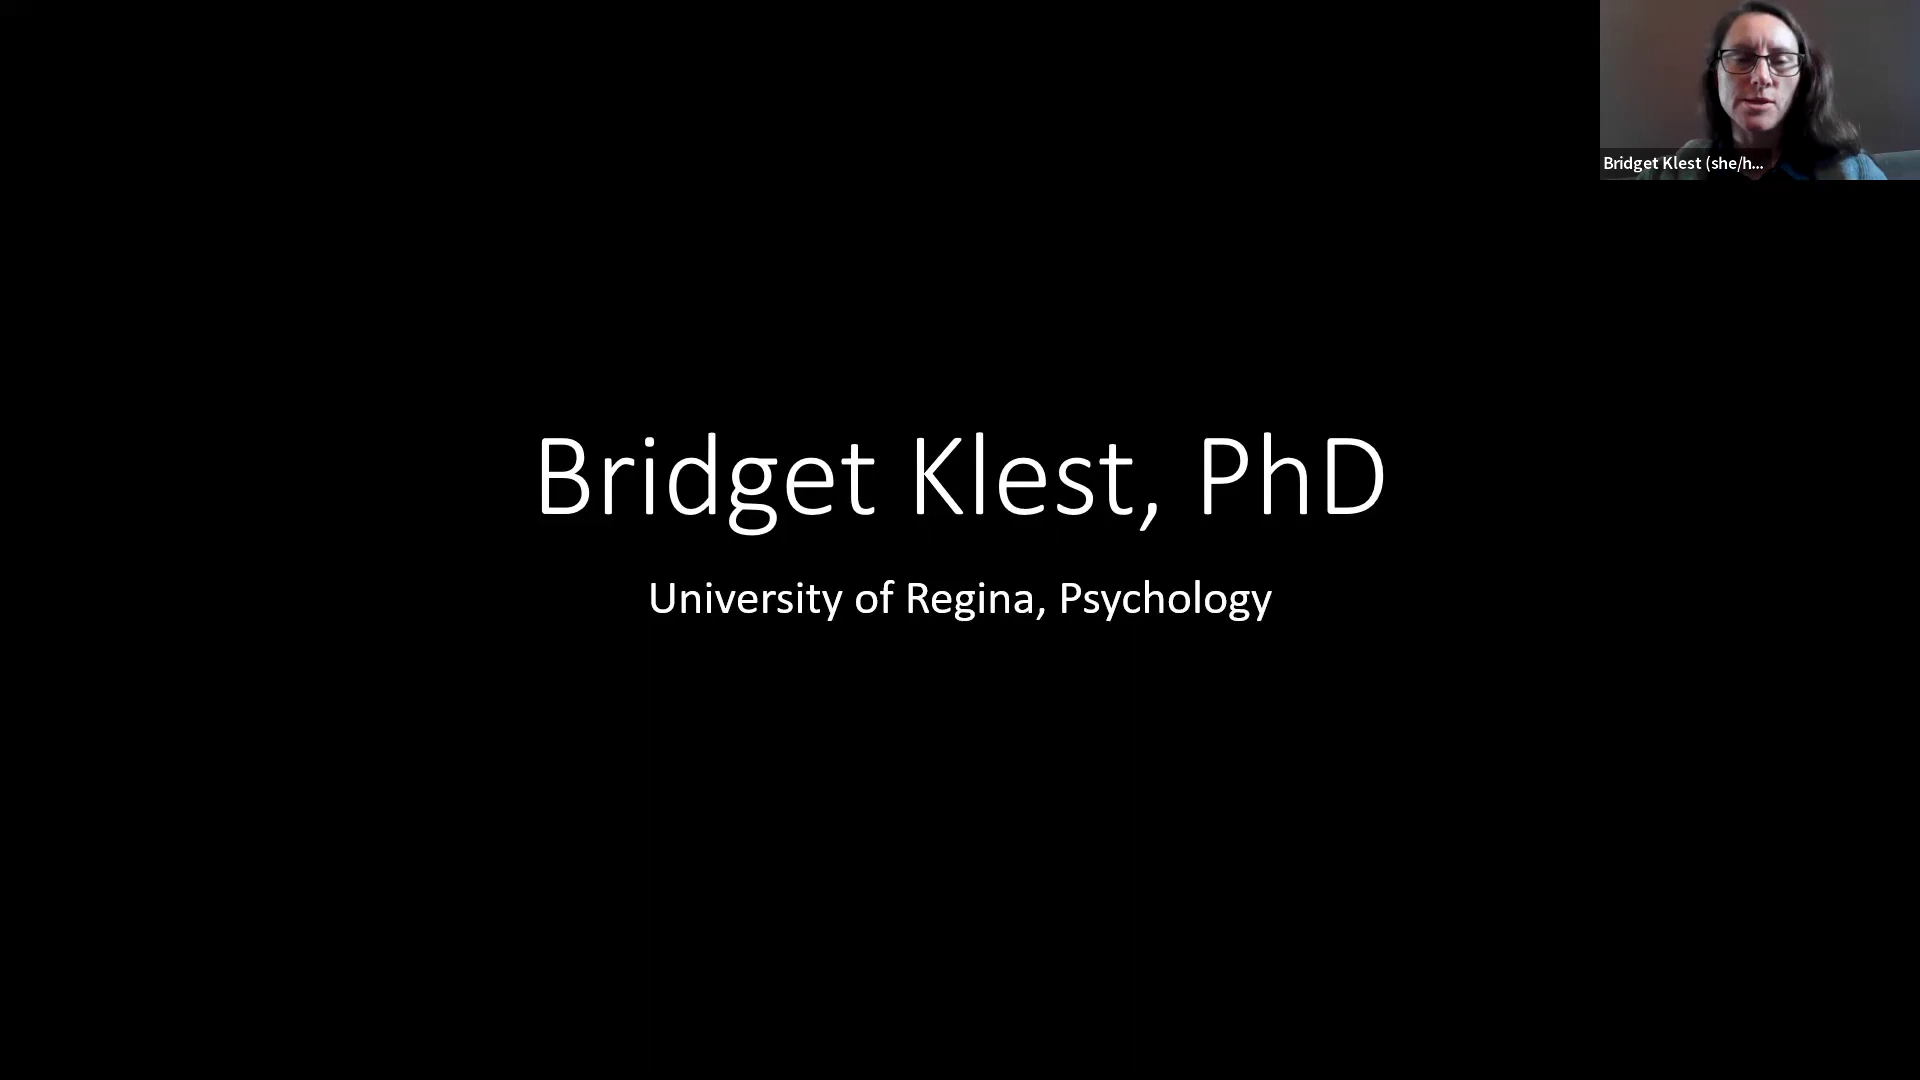 Bridget Klest (she/h...
Bridget Klest, PhD
University of Regina, Psychology